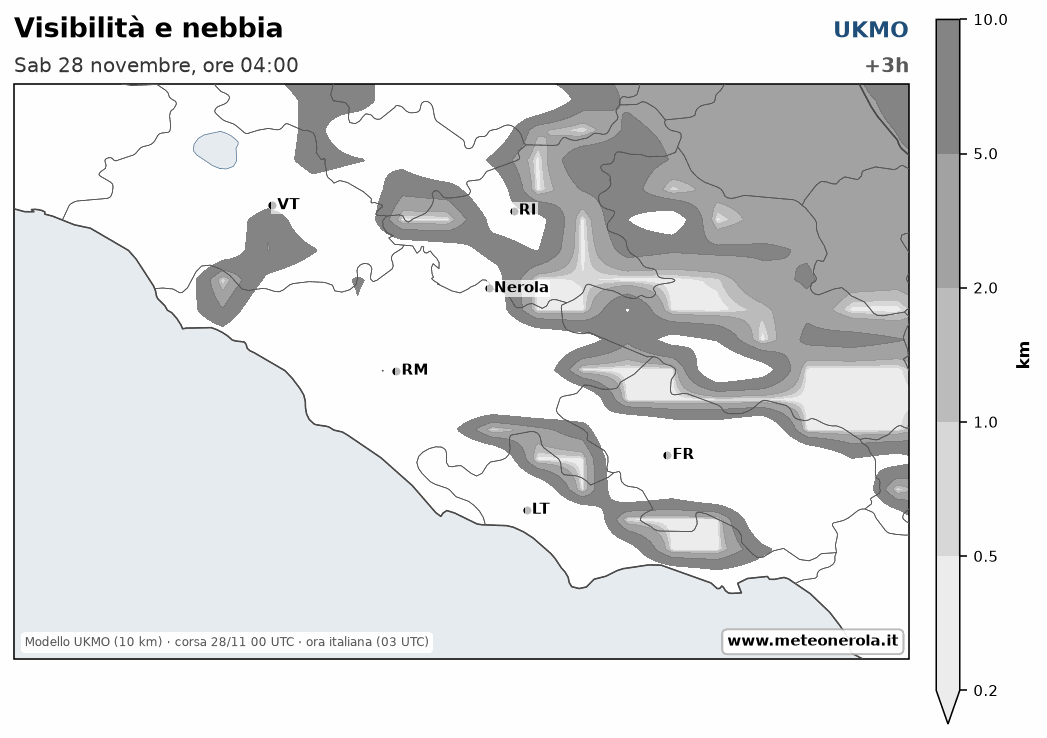 Visibilità e nebbia
UKMO
Sab 28 novembre, ore 04:00
+3h
10.0
5.0
2.0
1.0
0.5
0.2
km
VT
RI
Nerola
RM
FR
LT
Modello UKMO (10 km) · corsa 28/11 00 UTC · ora italiana (03 UTC)
www.meteonerola.it